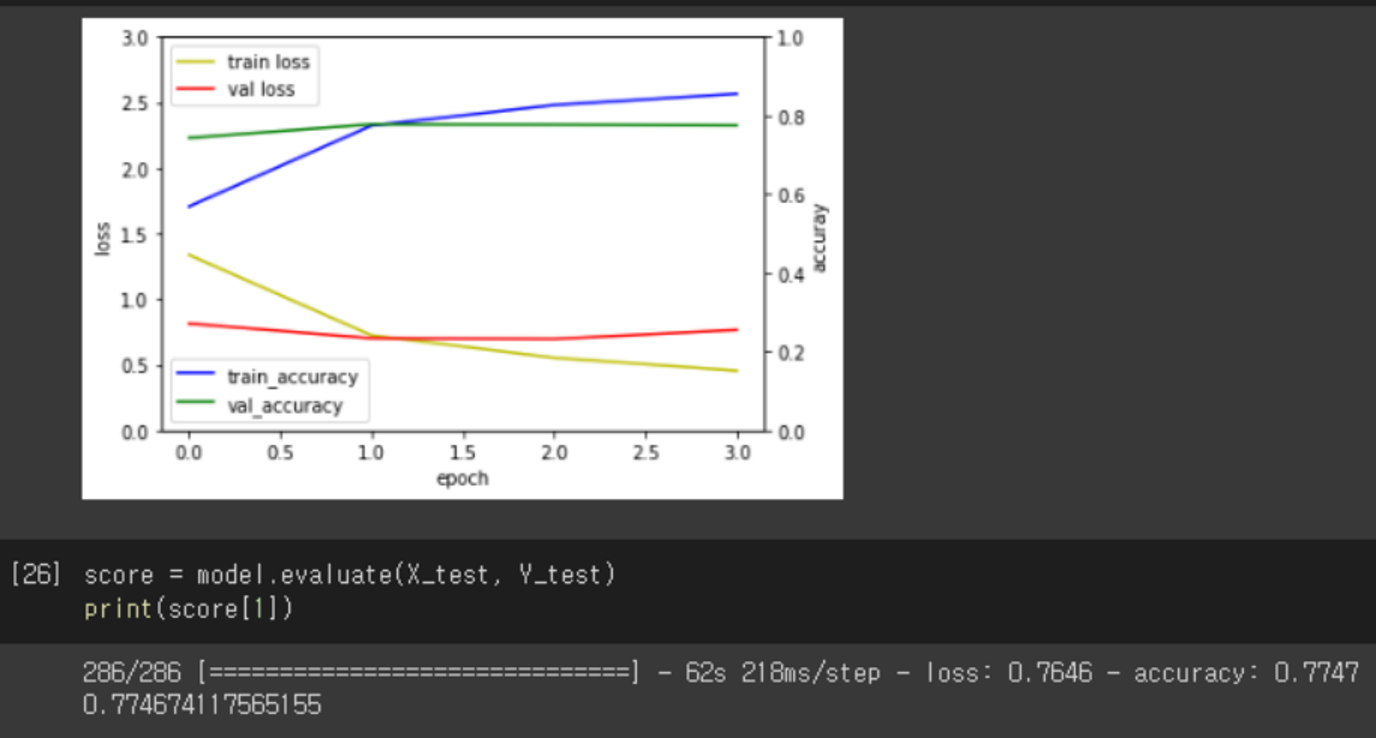 3.0
2.5
2.0
1.5
1.0
0.5
0.0
loss
train loss
val loss
train_accuracy
val_accuracy
1.0
0.8
0.6
0.4
0.2
0.0
accuray
0.0 0.5 1.0 1.5 2.0 2.5 3.0
epoch
[26] score = model.evaluate(X_test, Y_test)
print(score[1])
286/286 [==============================] - 62s 218ms/step - loss: 0.7646 - accuracy: 0.7747
0.774674117565155